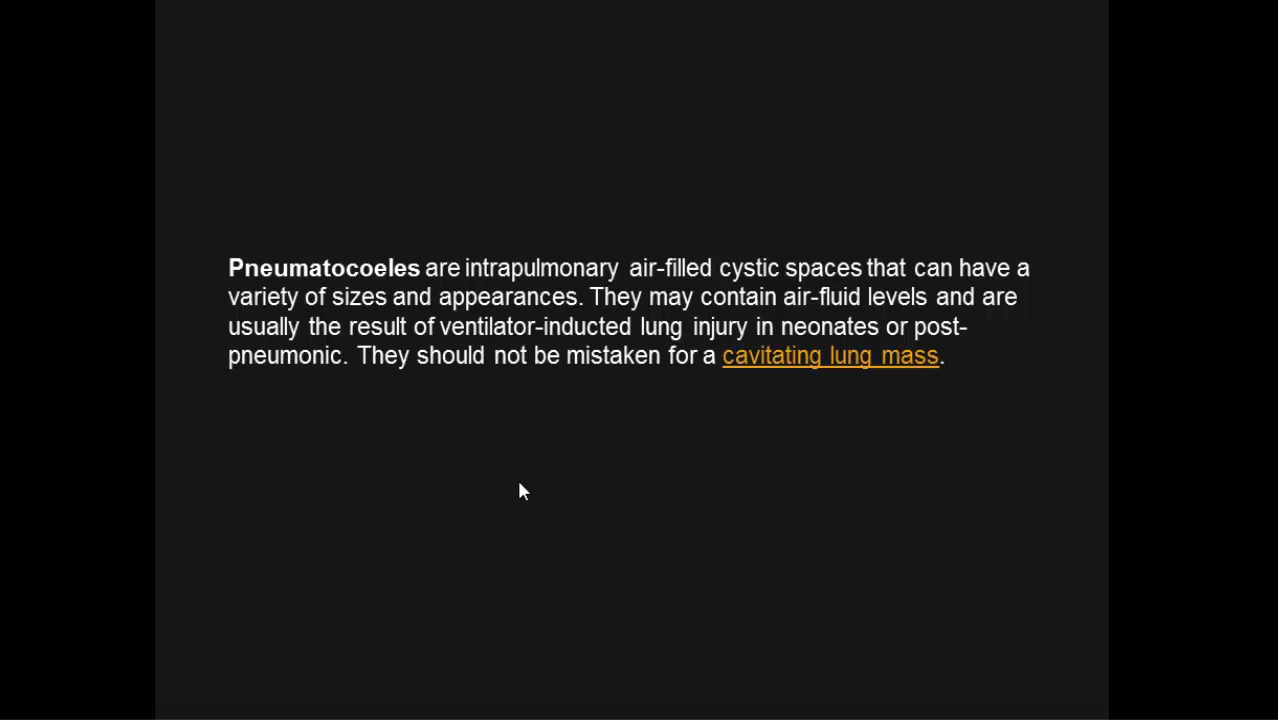 Pneumatocoeles are intrapulmonary air-filled cystic spaces that can have a
variety of sizes and appearances. They may contain air-fluid levels and are
usually the result of ventilator-inducted lung injury in neonates or post-
pneumonic. They should not be mistaken for a cavitating lung mass.